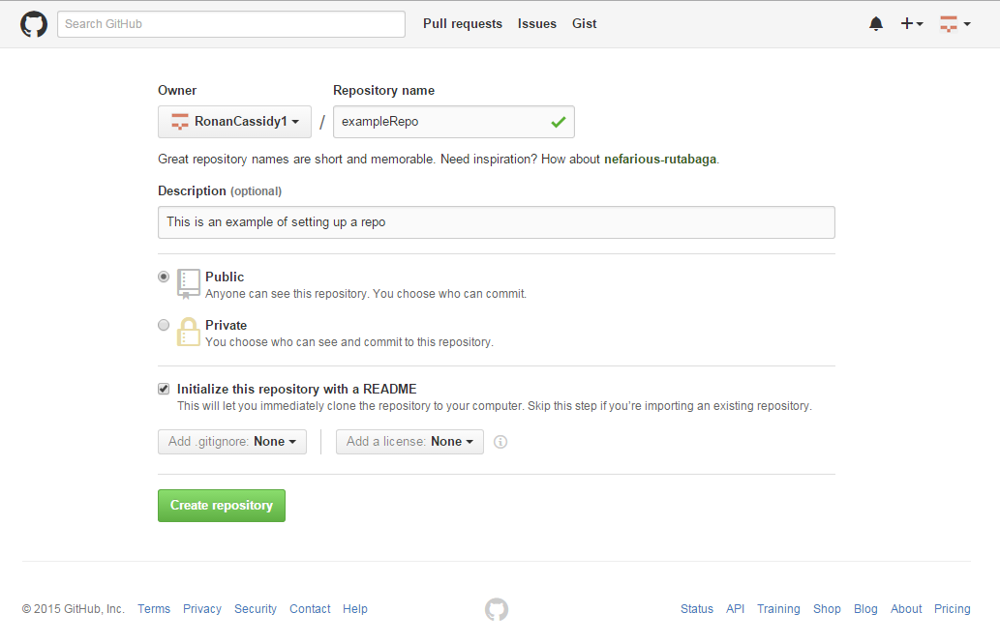 Search GitHub Pull requests Issues Gist
Owner Repository name
RonanCassidy1 / exampleRepo
Great repository names are short and memorable. Need inspiration? How about nefarious-rutabaga.
Description (optional)
This is an example of setting up a repo
Public
Anyone can see this repository. You choose who can commit.
Private
You choose who can see and commit to this repository.
Initialize this repository with a README
This will let you immediately clone the repository to your computer. Skip this step if you’re importing an existing repository.
Add .gitignore: None Add a license: None
Create repository
© 2015 GitHub, Inc. Terms Privacy Security Contact Help Status API Training Shop Blog About Pricing